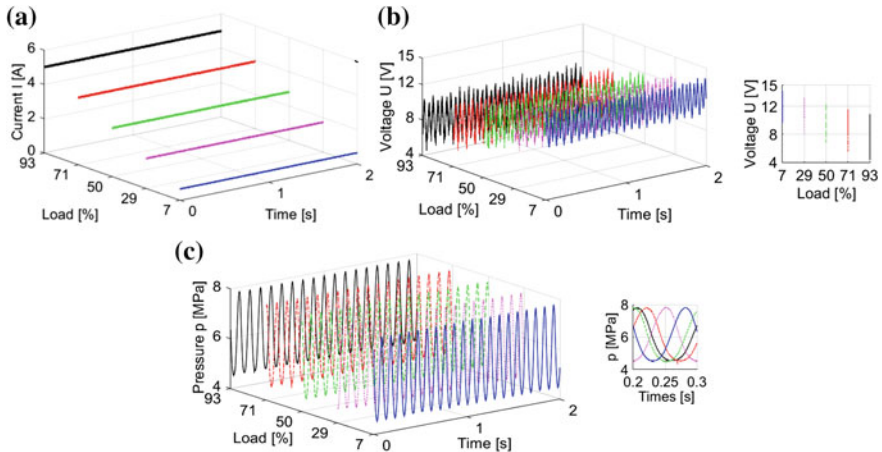 (a)
Current I [A]
6
4
2
0
93
71
50
29
7
Load [%]
0
1
2
Time [s]
(b)
Voltage U [V]
15
12
8
4
93
71
50
29
7
Load [%]
0
1
2
Time [s]
Voltage U [V]
15
12
8
4
7 29 50 71 93
Load [%]
(c)
Pressure p [MPa]
8
6
4
93
71
50
29
7
Load [%]
0
1
2
Time [s]
p [MPa]
8
6
4
0.2 0.25 0.3
Times [s]